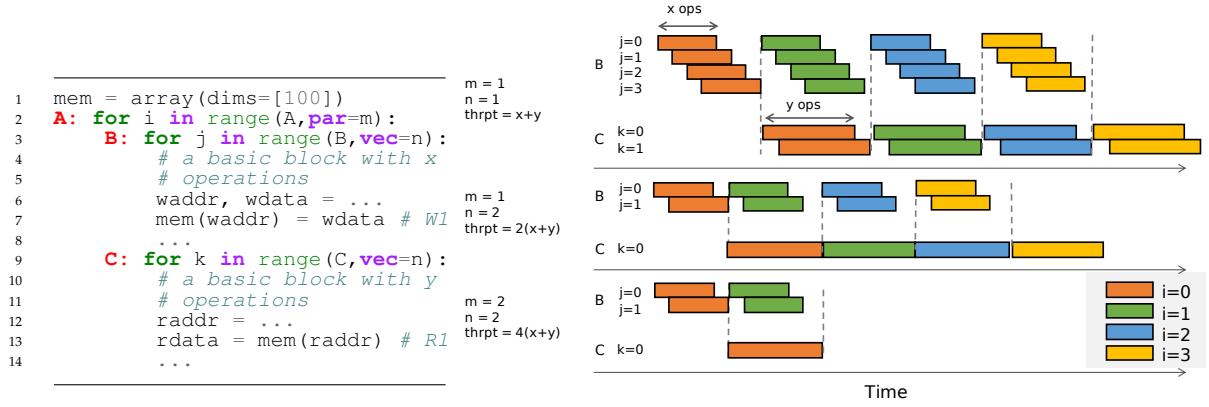 1 mem = array(dims=[100])
2 A: for i in range(A,par=m):
3 B: for j in range(B,vec=n):
4 # a basic block with x
5 # operations
6 waddr, wdata = ...
7 mem(waddr) = wdata # W1
8 ...
9 C: for k in range(C,vec=n):
10 # a basic block with y
11 # operations
12 raddr = ...
13 rdata = mem(raddr) # R1
14 ...
m = 1
n = 1
thrpt = x+y
m = 1
n = 2
thrpt = 2(x+y)
m = 2
n = 2
thrpt = 4(x+y)
x ops
B
j=0
j=1
j=2
j=3
y ops
C
k=0
k=1
B
j=0
j=1
C k=0
B
j=0
j=1
C k=0
i=0
i=1
i=2
i=3
Time